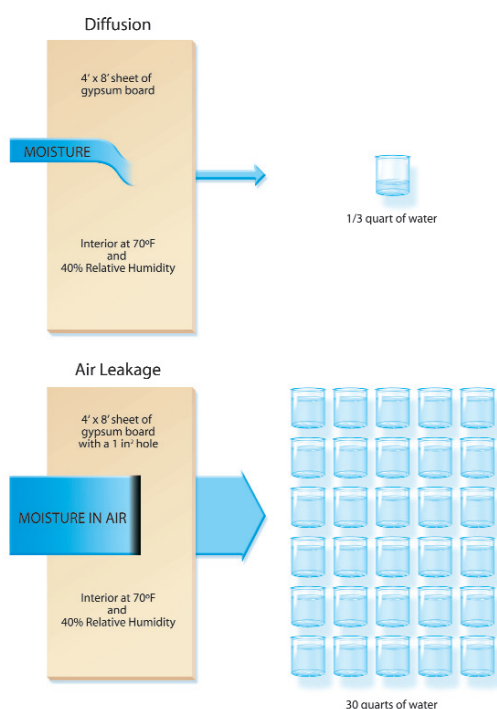 Diffusion
4' x 8' sheet of
gypsum board
MOISTURE
1/3 quart of water
Interior at 70ºF
and
40% Relative Humidity
Air Leakage
4' x 8' sheet of
gypsum board
with a 1 in² hole
MOISTURE IN AIR
Interior at 70ºF
and
40% Relative Humidity
30 quarts of water